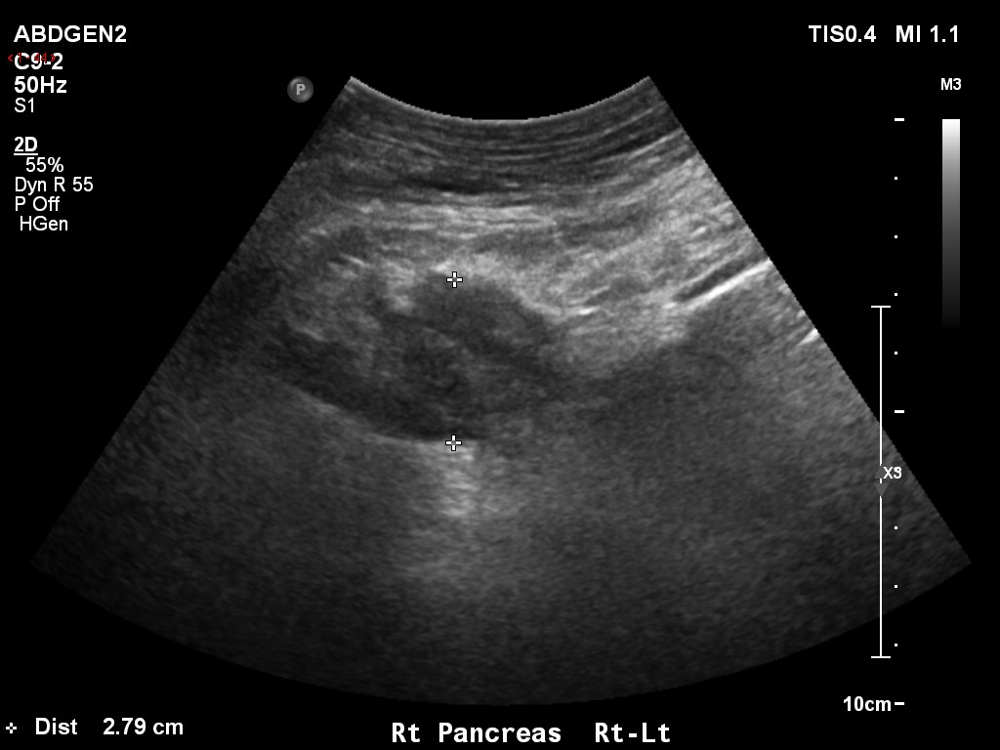 ABDGEN2
TIS0.4 MI 1.1
C9-2
50Hz
S1
P
M3
2D
55%
Dyn R 55
P Off
HGen
10cm
Dist 2.79 cm
Rt Pancreas Rt-Lt